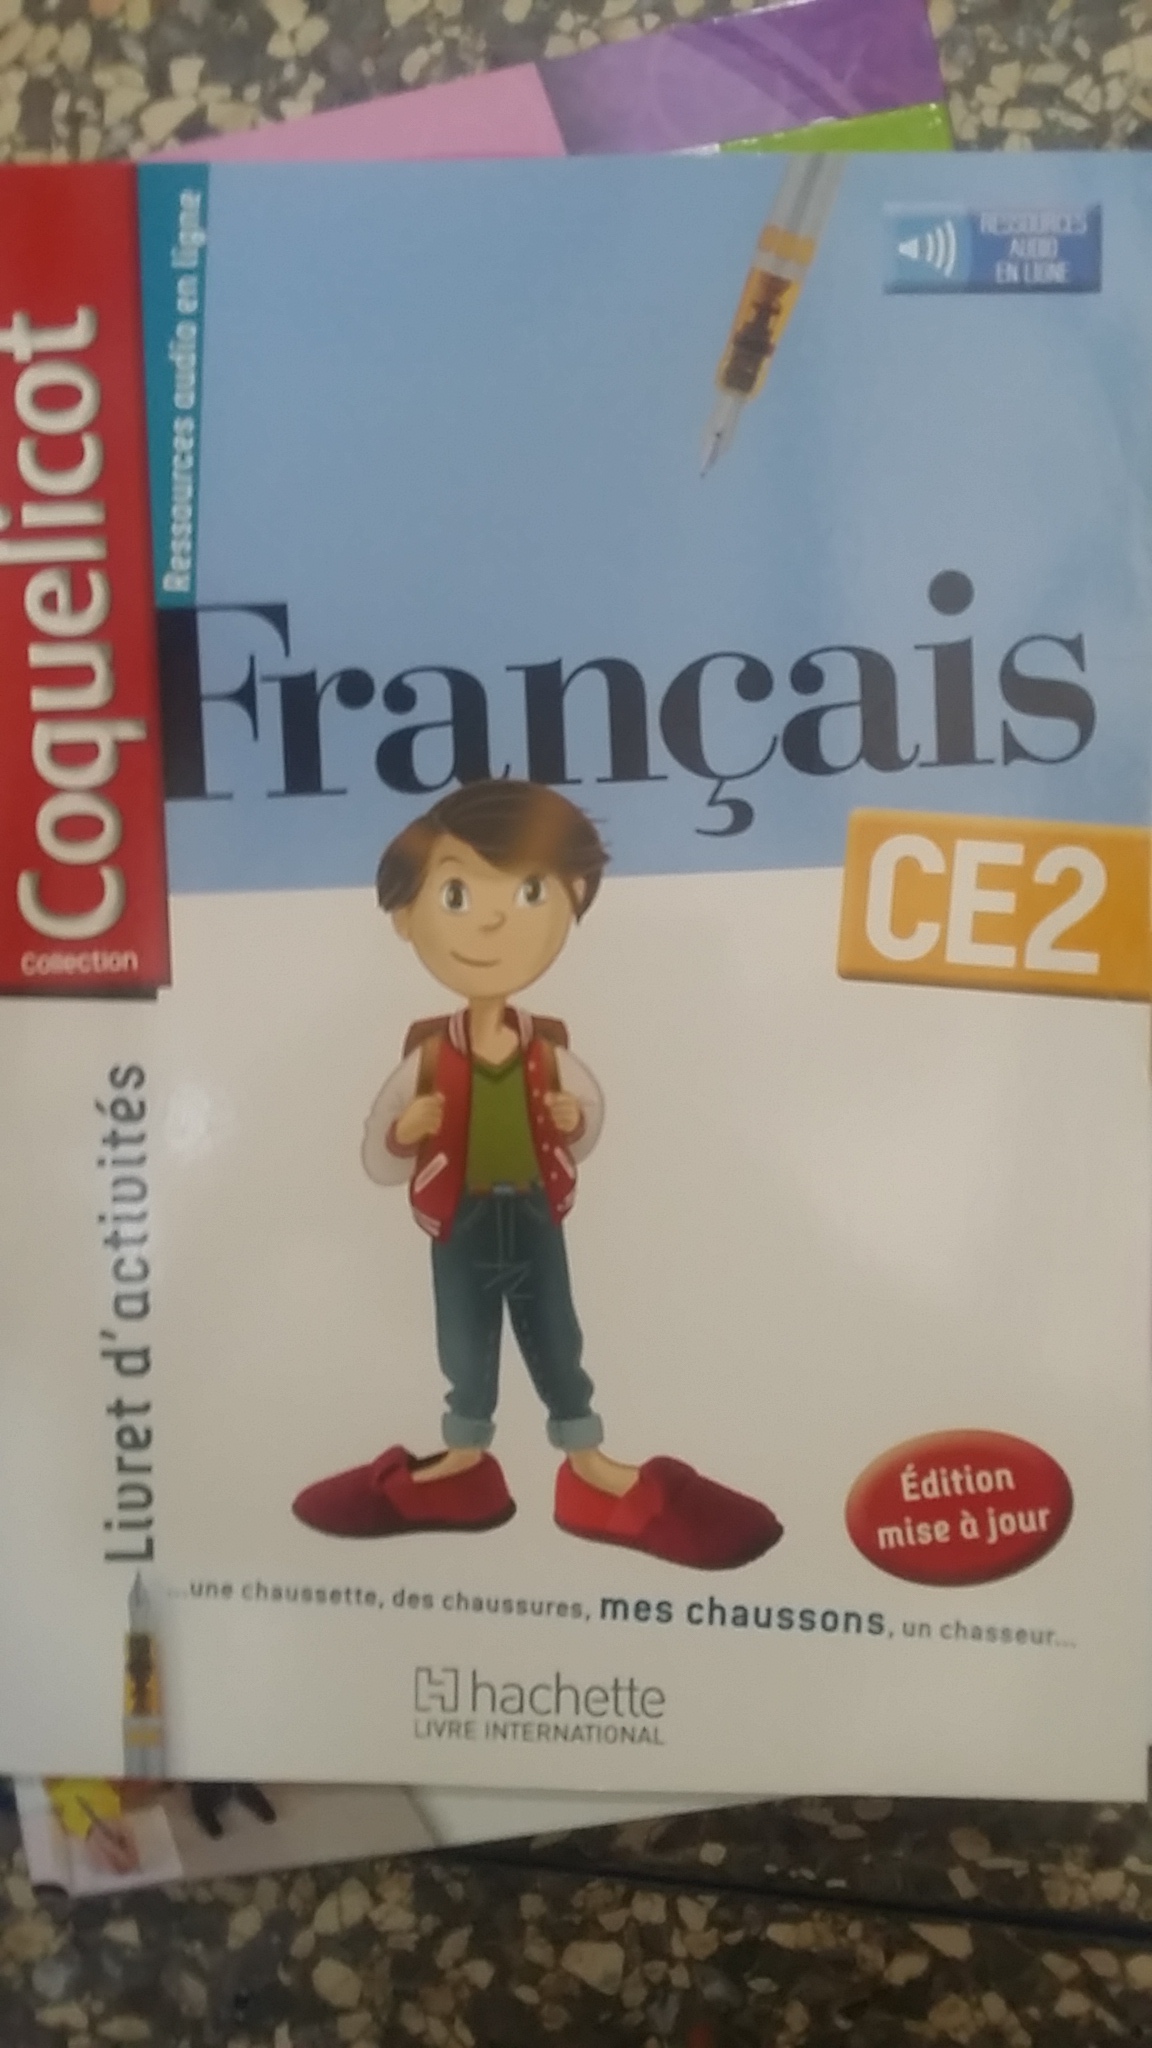 Collection
Coquelicot
Ressources audio en ligne
RESSOURCES
AUDIO
EN LIGNE
Français
CE2
Livret d'activités
Édition
mise à jour
...une chaussette, des chaussures, mes chaussons, un chasseur...
hachette
LIVRE INTERNATIONAL